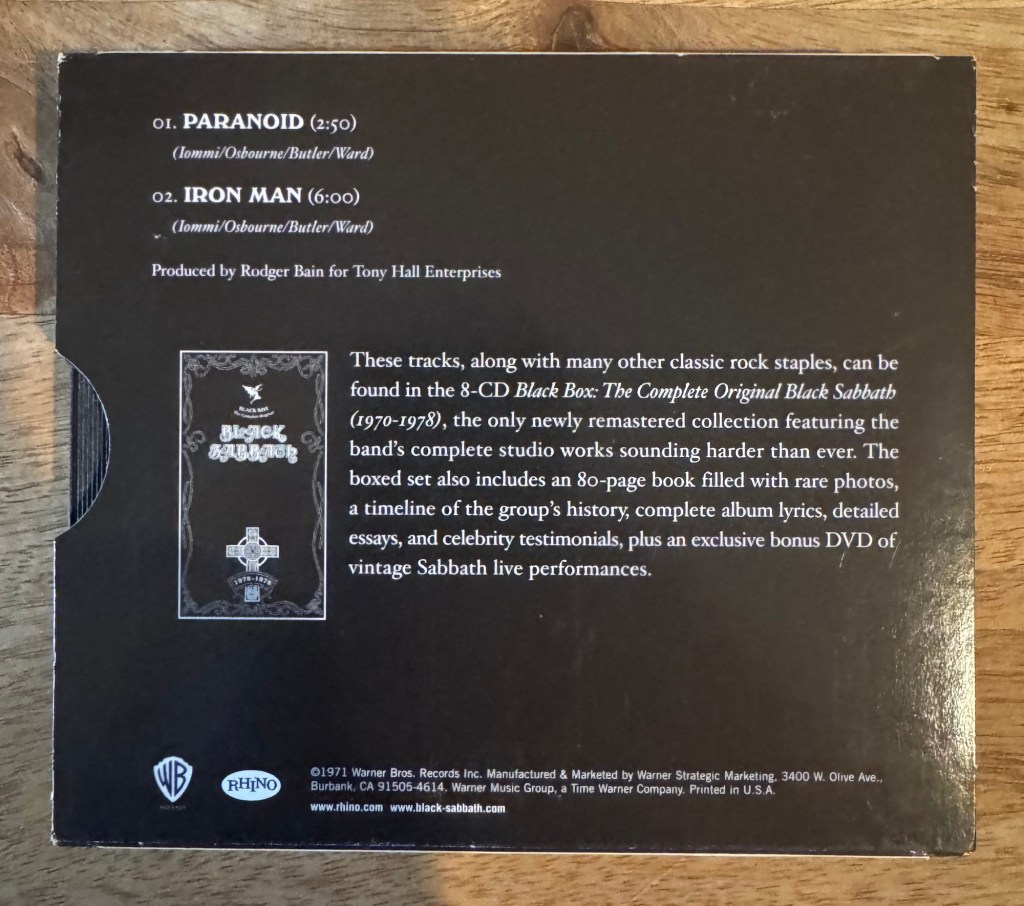 01. PARANOID (2:50)
(Iommi/Osbourne/Butler/Ward)
02. IRON MAN (6:00)
(Iommi/Osbourne/Butler/Ward)
Produced by Rodger Bain for Tony Hall Enterprises
BLACK BOX
BLACK
SABBATH
1970-1978
These tracks, along with many other classic rock staples, can be
found in the 8-CD Black Box: The Complete Original Black Sabbath
(1970-1978), the only newly remastered collection featuring the
band's complete studio works sounding harder than ever. The
boxed set also includes an 80-page book filled with rare photos,
a timeline of the group's history, complete album lyrics, detailed
essays, and celebrity testimonials, plus an exclusive bonus DVD of
vintage Sabbath live performances.
WB
RHINO
©1971 Warner Bros. Records Inc. Manufactured & Marketed by Warner Strategic Marketing, 3400 W. Olive Ave.,
Burbank, CA 91505-4614. Warner Music Group, a Time Warner Company. Printed in U.S.A.
www.rhino.com www.black-sabbath.com